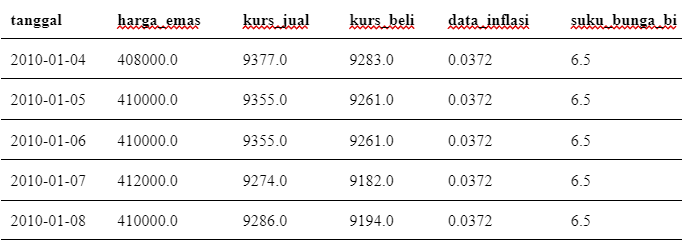 tanggal harga_emas kurs_jual kurs_beli data_inflasi suku_bunga_bi
2010-01-04 408000.0 9377.0 9283.0 0.0372 6.5
2010-01-05 410000.0 9355.0 9261.0 0.0372 6.5
2010-01-06 410000.0 9355.0 9261.0 0.0372 6.5
2010-01-07 412000.0 9274.0 9182.0 0.0372 6.5
2010-01-08 410000.0 9286.0 9194.0 0.0372 6.5